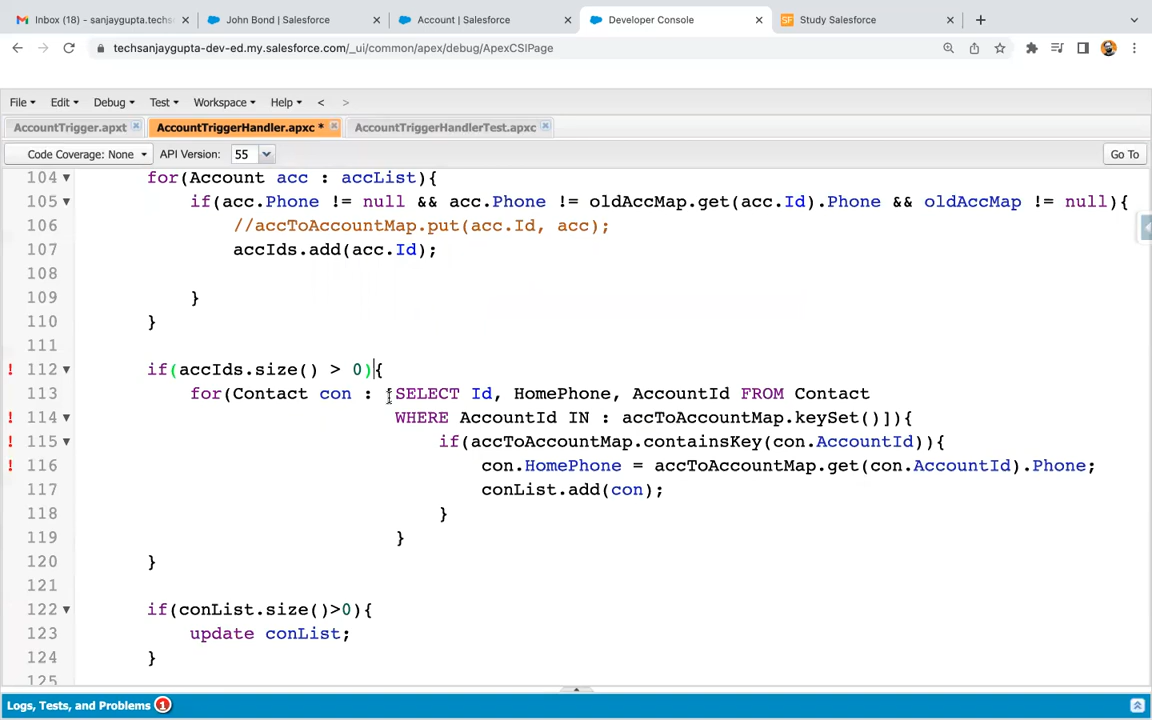 Inbox (18) - sanjaygupta.techs
John Bond | Salesforce
Account | Salesforce
Developer Console
SF Study Salesforce
techsanjaygupta-dev-ed.my.salesforce.com/_ui/common/apex/debug/ApexCSIPage
File Edit Debug Test Workspace Help < >
AccountTrigger.apxt
AccountTriggerHandler.apxc *
AccountTriggerHandlerTest.apxc
Code Coverage: None API Version: 55 Go To
104 for(Account acc : accList){
105 if(acc.Phone != null && acc.Phone != oldAccMap.get(acc.Id).Phone && oldAccMap != null){
106 //accToAccountMap.put(acc.Id, acc);
107 accIds.add(acc.Id);
108
109 }
110 }
111
! 112 if(accIds.size() > 0){
113 for(Contact con : [SELECT Id, HomePhone, AccountId FROM Contact
! 114 WHERE AccountId IN : accToAccountMap.keySet()]){
! 115 if(accToAccountMap.containsKey(con.AccountId)){
! 116 con.HomePhone = accToAccountMap.get(con.AccountId).Phone;
117 conList.add(con);
118 }
119 }
120 }
121
122 if(conList.size()>0){
123 update conList;
124 }
125
Logs, Tests, and Problems 1